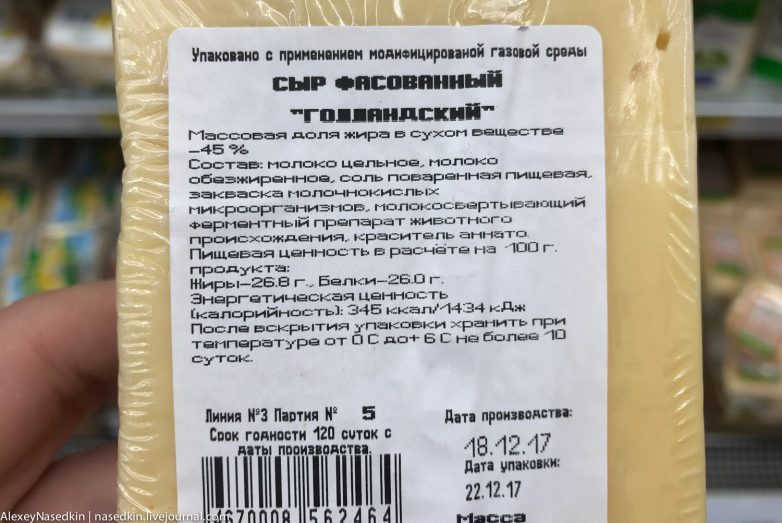 Упаковано с применением модифицированой газовой среды
СЫР ФАСОВАННЫЙ
"ГОЛЛАНДСКИЙ"
Массовая доля жира в сухом веществе
–45 %
Состав: молоко цельное, молоко
обезжиренное, соль поваренная пищевая,
закваска молочнокислых
микроорганизмов, молокосвертывающий
ферментный препарат животного
происхождения, краситель аннато.
Пищевая ценность в расчёте на 100 г.
продукта:
Жиры–26.8 г., Белки–26.0 г.
Энергетическая ценность
(калорийность): 345 ккал/1434 кДж
После вскрытия упаковки хранить при
температуре от 0 С до+ 6 С не более 10
суток.
Линия №3 Партия № 5
Срок годности 120 суток с
даты производства.
4670008 562464
Дата производства:
18.12.17
Дата упаковки:
22.12.17
Масса
AlexeyNasedkin | nasedkin.livejournal.com